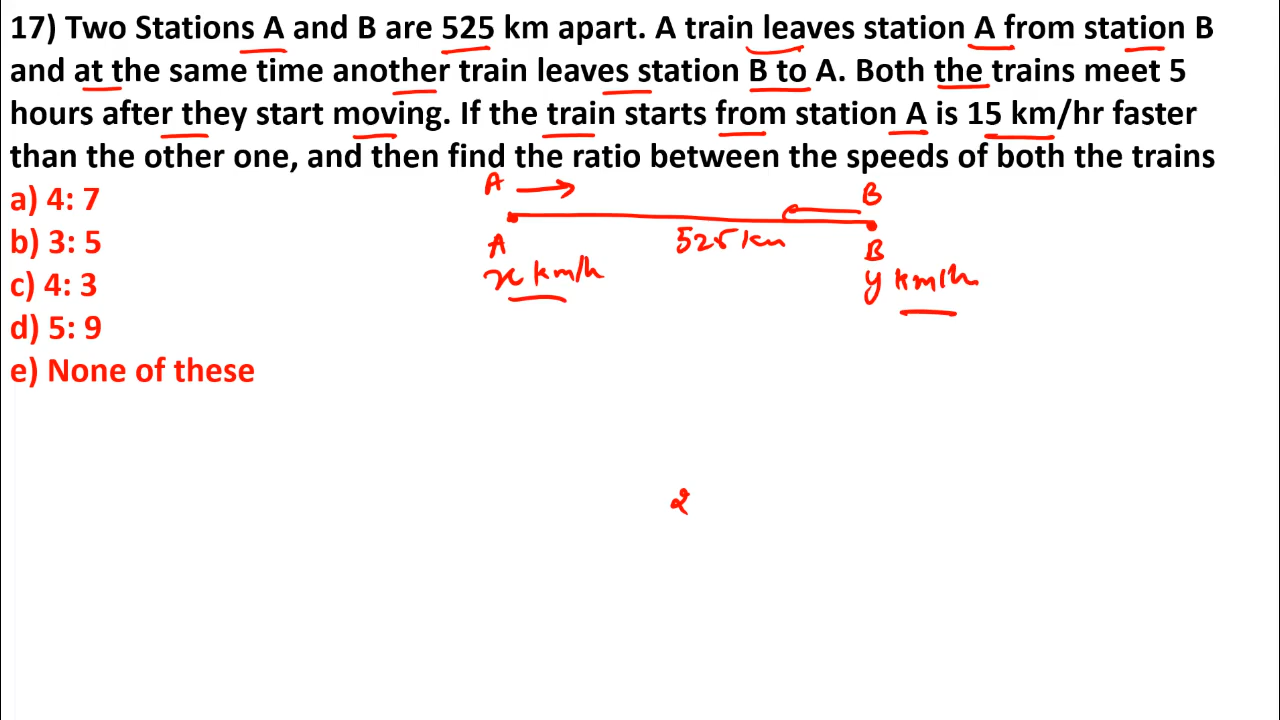 17) Two Stations A and B are 525 km apart. A train leaves station A from station B
and at the same time another train leaves station B to A. Both the trains meet 5
hours after they start moving. If the train starts from station A is 15 km/hr faster
than the other one, and then find the ratio between the speeds of both the trains
a) 4: 7
b) 3: 5
c) 4: 3
d) 5: 9
e) None of these
A B
525 km
A B
x km/h y km/h